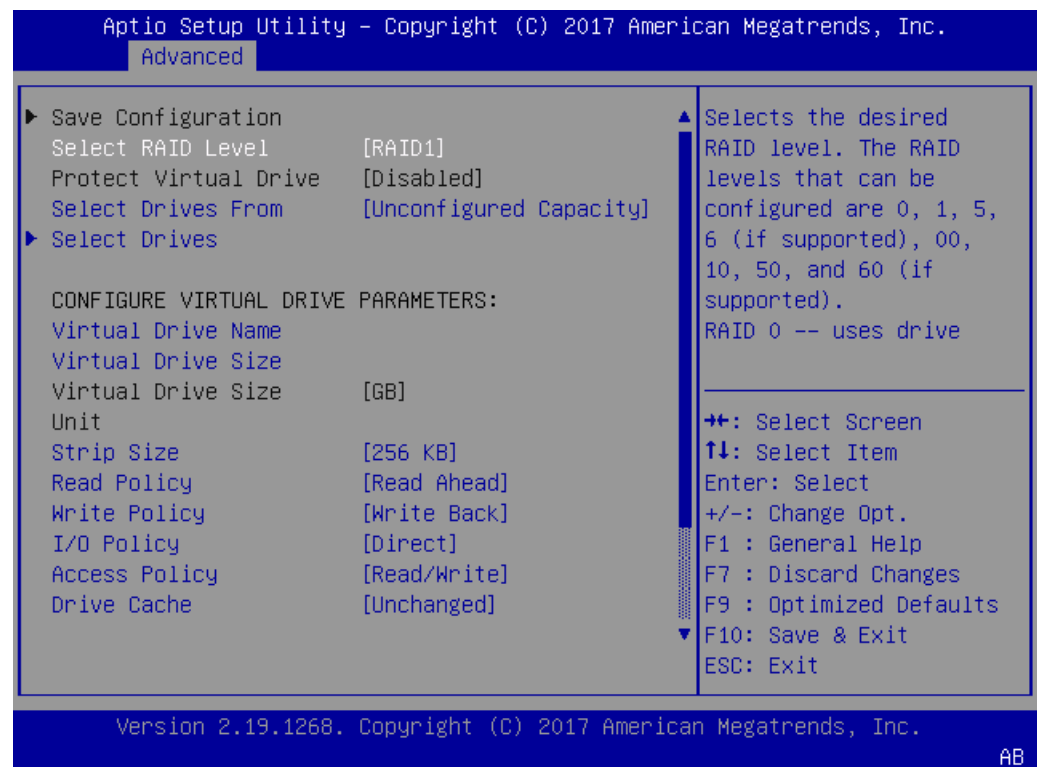 Aptio Setup Utility – Copyright (C) 2017 American Megatrends, Inc.
Advanced
Save Configuration
Select RAID Level [RAID1]
Protect Virtual Drive [Disabled]
Select Drives From [Unconfigured Capacity]
Select Drives
CONFIGURE VIRTUAL DRIVE PARAMETERS:
Virtual Drive Name
Virtual Drive Size
Virtual Drive Size [GB]
Unit
Strip Size [256 KB]
Read Policy [Read Ahead]
Write Policy [Write Back]
I/O Policy [Direct]
Access Policy [Read/Write]
Drive Cache [Unchanged]
Selects the desired
RAID level. The RAID
levels that can be
configured are 0, 1, 5,
6 (if supported), 00,
10, 50, and 60 (if
supported).
RAID 0 -- uses drive
→←: Select Screen
↑↓: Select Item
Enter: Select
+/-: Change Opt.
F1 : General Help
F7 : Discard Changes
F9 : Optimized Defaults
F10: Save & Exit
ESC: Exit
Version 2.19.1268. Copyright (C) 2017 American Megatrends, Inc.
AB